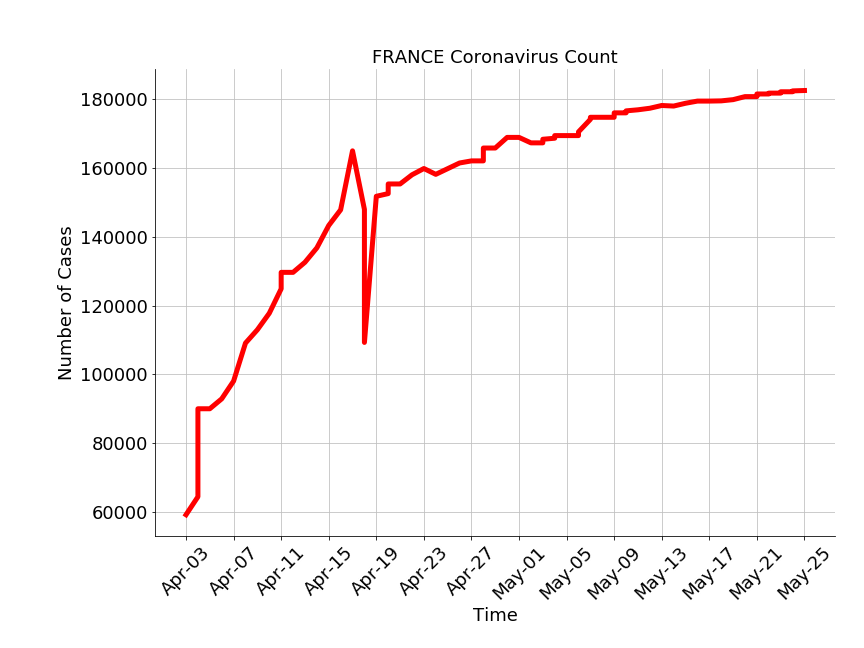 FRANCE Coronavirus Count
Number of Cases
180000
160000
140000
120000
100000
80000
60000
Apr-03
Apr-07
Apr-11
Apr-15
Apr-19
Apr-23
Apr-27
May-01
May-05
May-09
May-13
May-17
May-21
May-25
Time